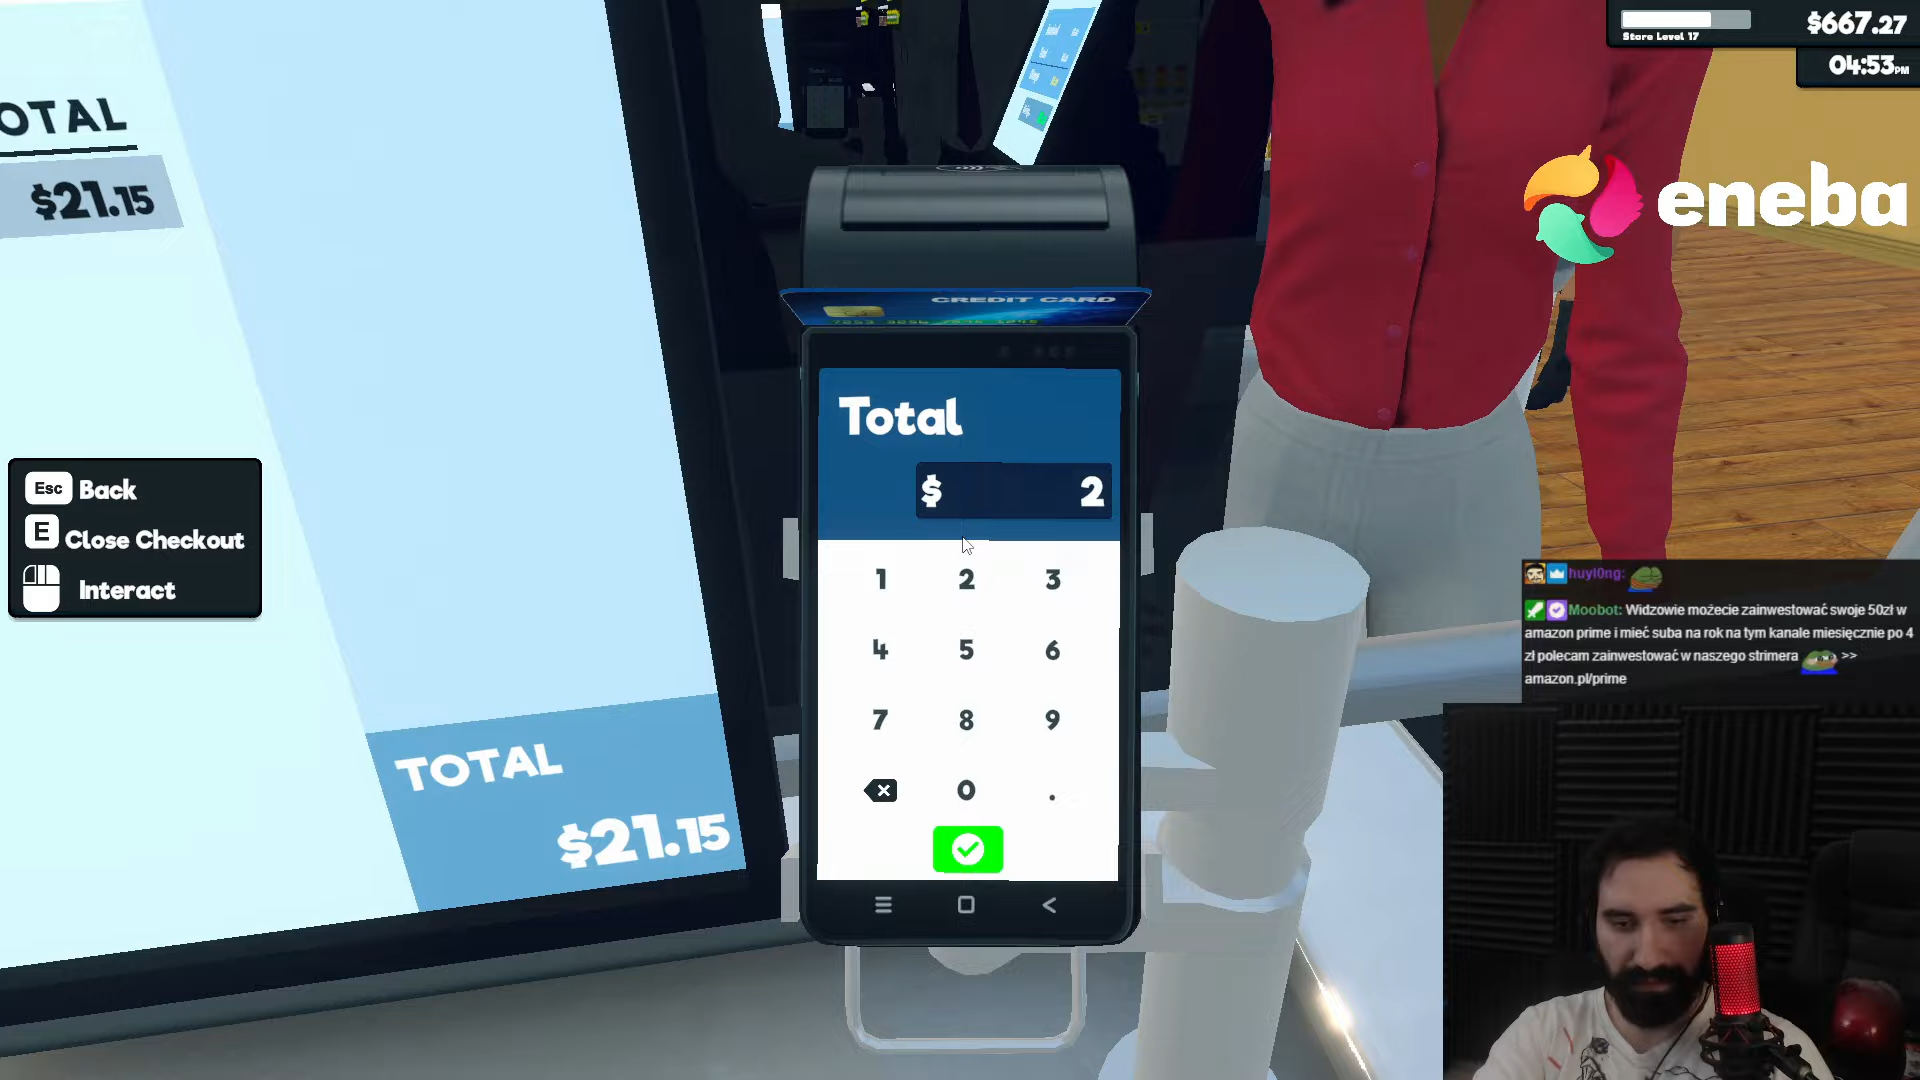 OTAL
$21.15
TOTAL
$21.15
Esc Back
E Close Checkout
Interact
CREDIT CARD
Total
$ 2
1 2 3
4 5 6
7 8 9
0 .
Store Level 17
$667.27
04:53PM
eneba
huyl0ng:
Moobot: Widzowie możecie zainwestować swoje 50zł w
amazon prime i mieć suba na rok na tym kanale miesięcznie po 4
zł polecam zainwestować w naszego strimera >>
amazon.pl/prime